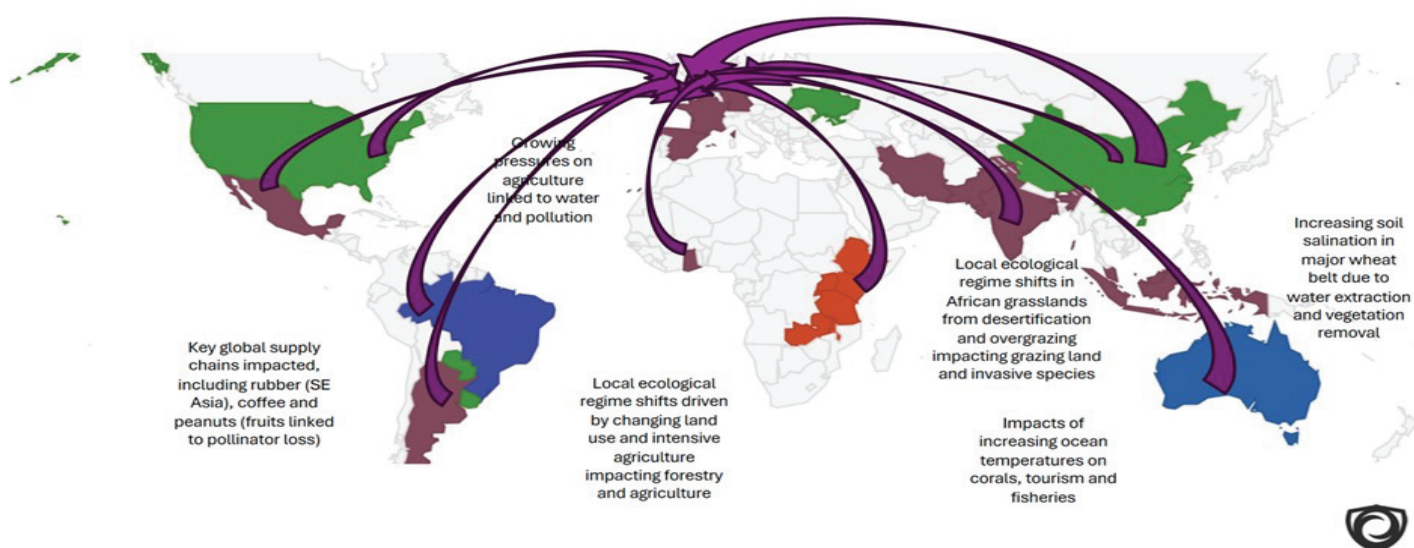 Growing
pressures on
agriculture
linked to water
and pollution
Key global supply
chains impacted,
including rubber (SE
Asia), coffee and
peanuts (fruits linked
to pollinator loss)
Local ecological
regime shifts driven
by changing land
use and intensive
agriculture
impacting forestry
and agriculture
Local ecological
regime shifts in
African grasslands
from desertification
and overgrazing
impacting grazing land
and invasive species
Impacts of
increasing ocean
temperatures on
corals, tourism and
fisheries
Increasing soil
salination in
major wheat
belt due to
water extraction
and vegetation
removal